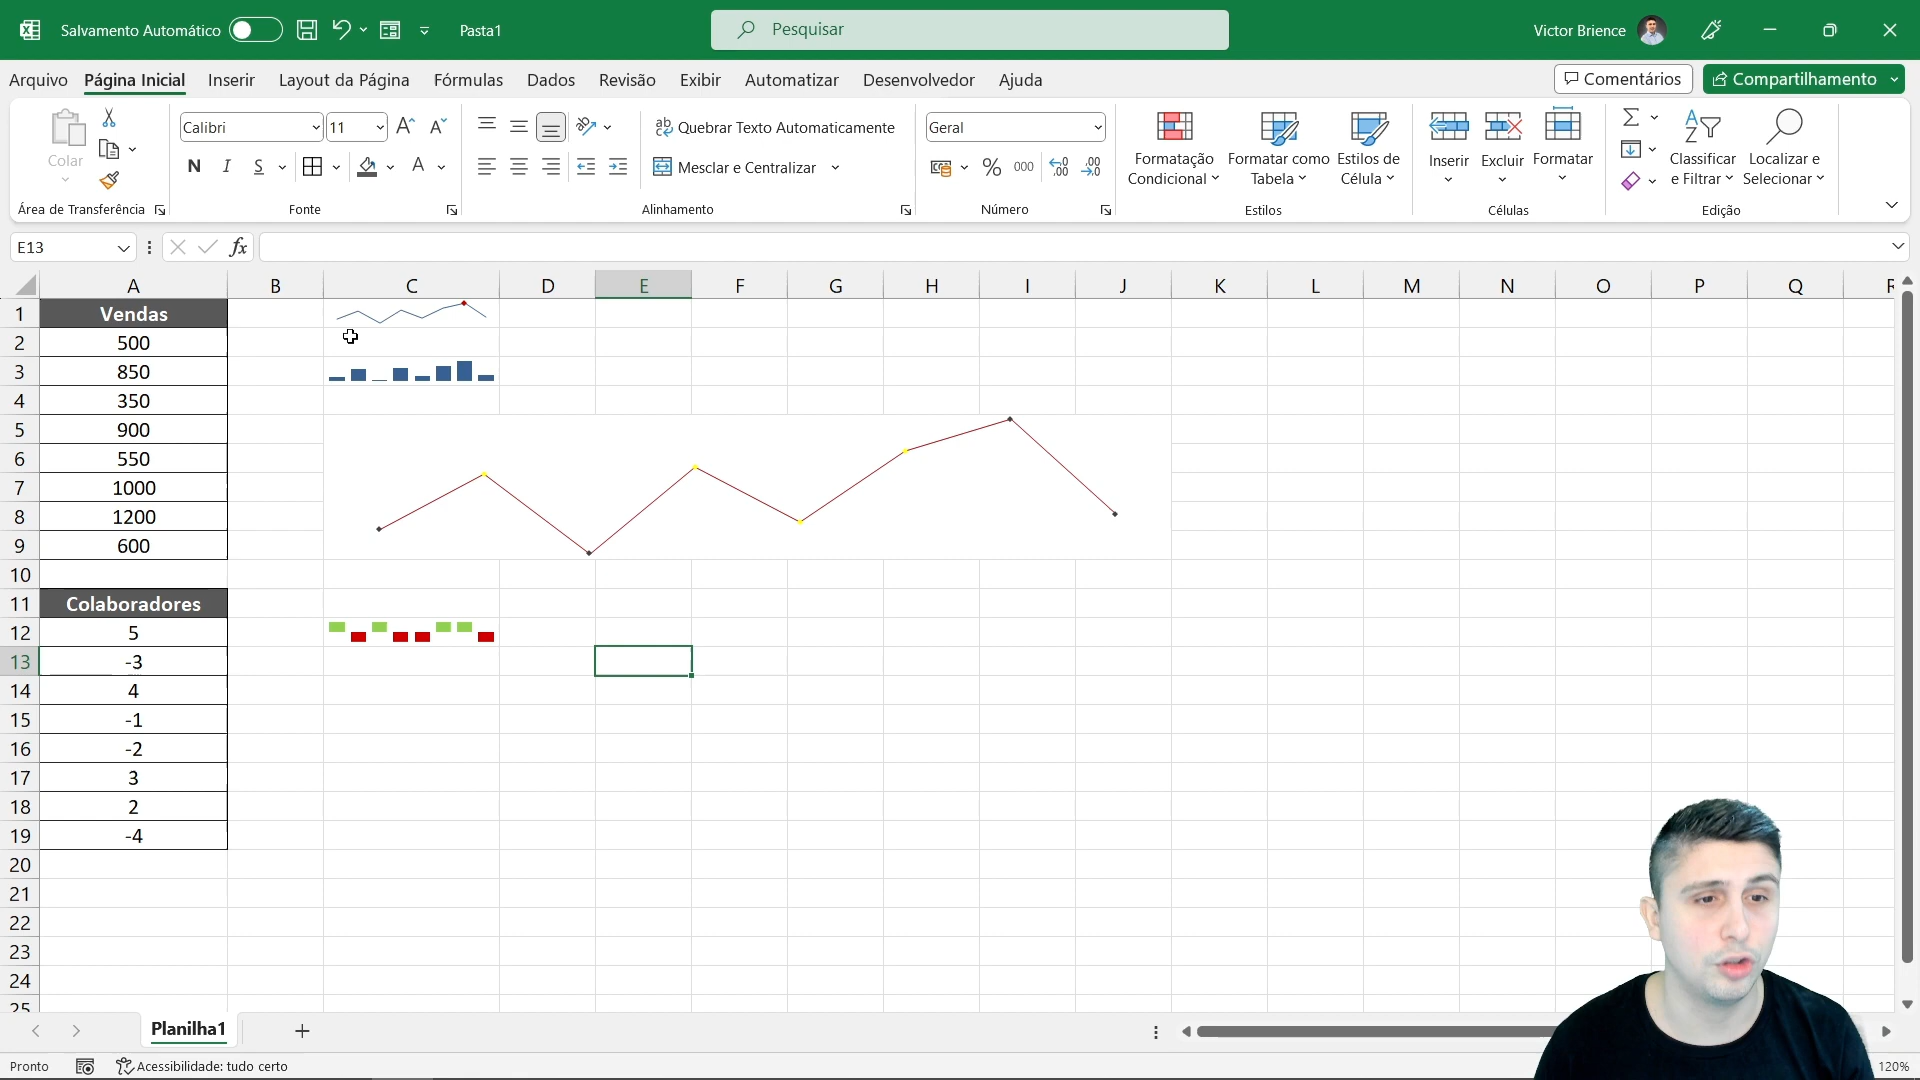 Salvamento Automático
Pasta1
Pesquisar
Victor Brience
Arquivo Página Inicial Inserir Layout da Página Fórmulas Dados Revisão Exibir Automatizar Desenvolvedor Ajuda
Comentários
Compartilhamento
Colar
Área de Transferência
Calibri
11
N I S
A
Fonte
Quebrar Texto Automaticamente
Mesclar e Centralizar
Alinhamento
Geral
% 000
Número
Formatação Condicional
Formatar como Tabela
Estilos de Célula
Estilos
Inserir
Excluir
Formatar
Células
Classificar e Filtrar
Localizar e Selecionar
Edição
E13
fx
A B C D E F G H I J K L M N O P Q R
1 Vendas
2 500
3 850
4 350
5 900
6 550
7 1000
8 1200
9 600
10
11 Colaboradores
12 5
13 -3
14 4
15 -1
16 -2
17 3
18 2
19 -4
20
21
22
23
24
25
Planilha1
Pronto
Acessibilidade: tudo certo
120%